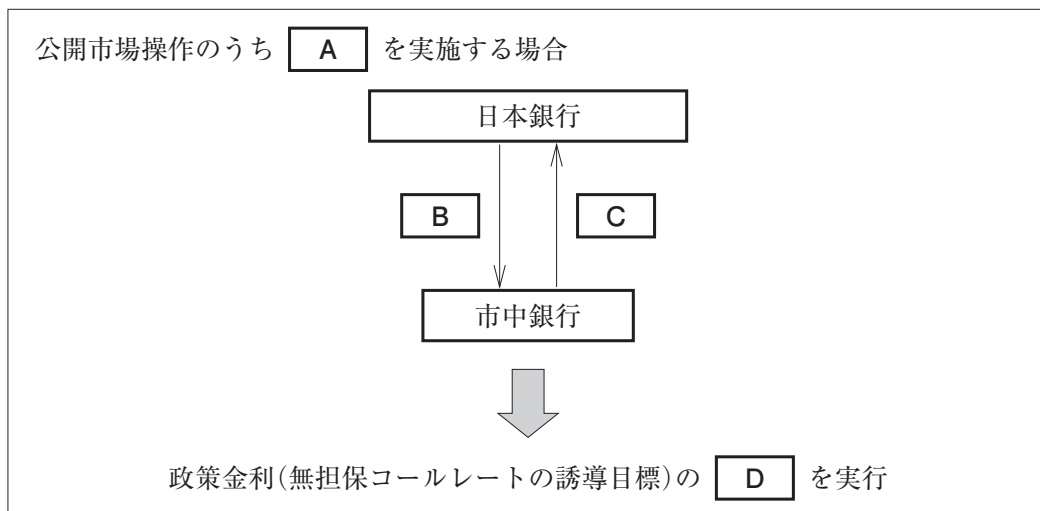 公開市場操作のうち A を実施する場合
日本銀行
B C
市中銀行
政策金利(無担保コールレートの誘導目標)の D を実行